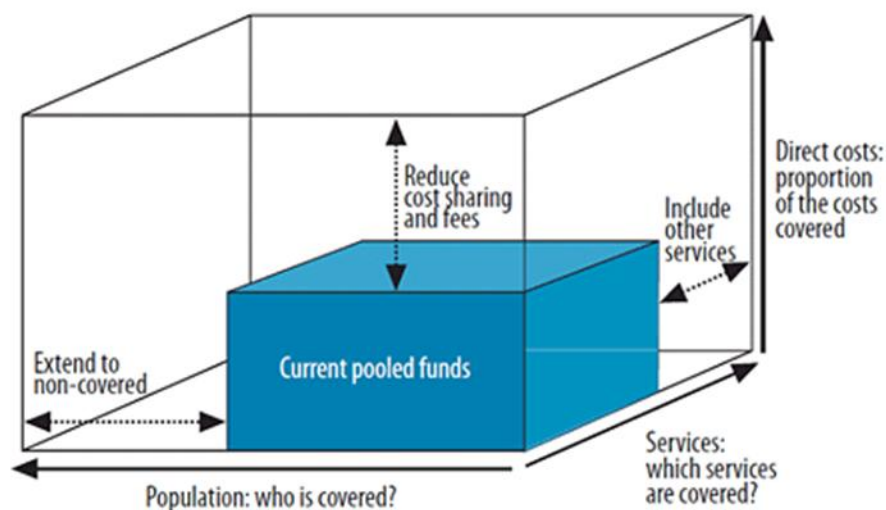 Reduce
cost sharing
and fees
Include
other
services
Direct costs:
proportion
of the costs
covered
Extend to
non-covered
Current pooled funds
Services:
which services
are covered?
Population: who is covered?